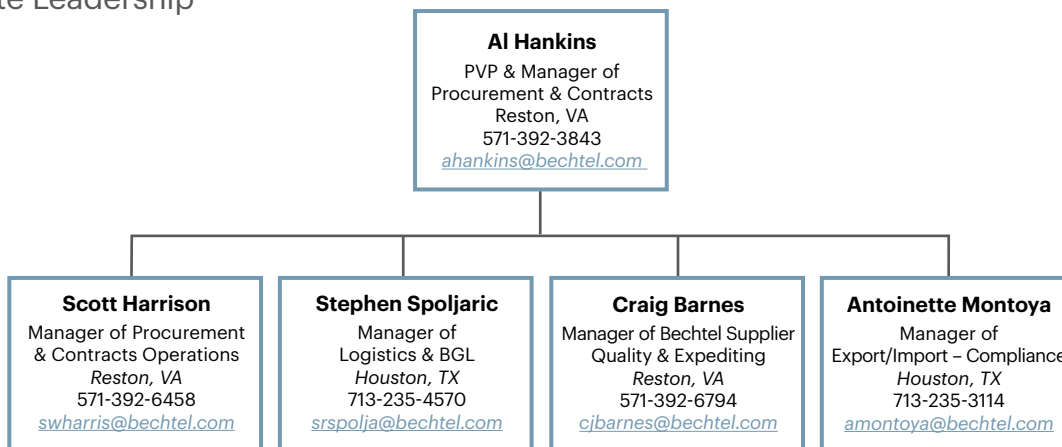 te Leadership
Al Hankins
PVP & Manager of
Procurement & Contracts
Reston, VA
571-392-3843
ahankins@bechtel.com
Scott Harrison
Manager of Procurement
& Contracts Operations
Reston, VA
571-392-6458
swharris@bechtel.com
Stephen Spoljaric
Manager of
Logistics & BGL
Houston, TX
713-235-4570
srspolja@bechtel.com
Craig Barnes
Manager of Bechtel Supplier
Quality & Expediting
Reston, VA
571-392-6794
cjbarnes@bechtel.com
Antoinette Montoya
Manager of
Export/Import – Compliance
Houston, TX
713-235-3114
amontoya@bechtel.com